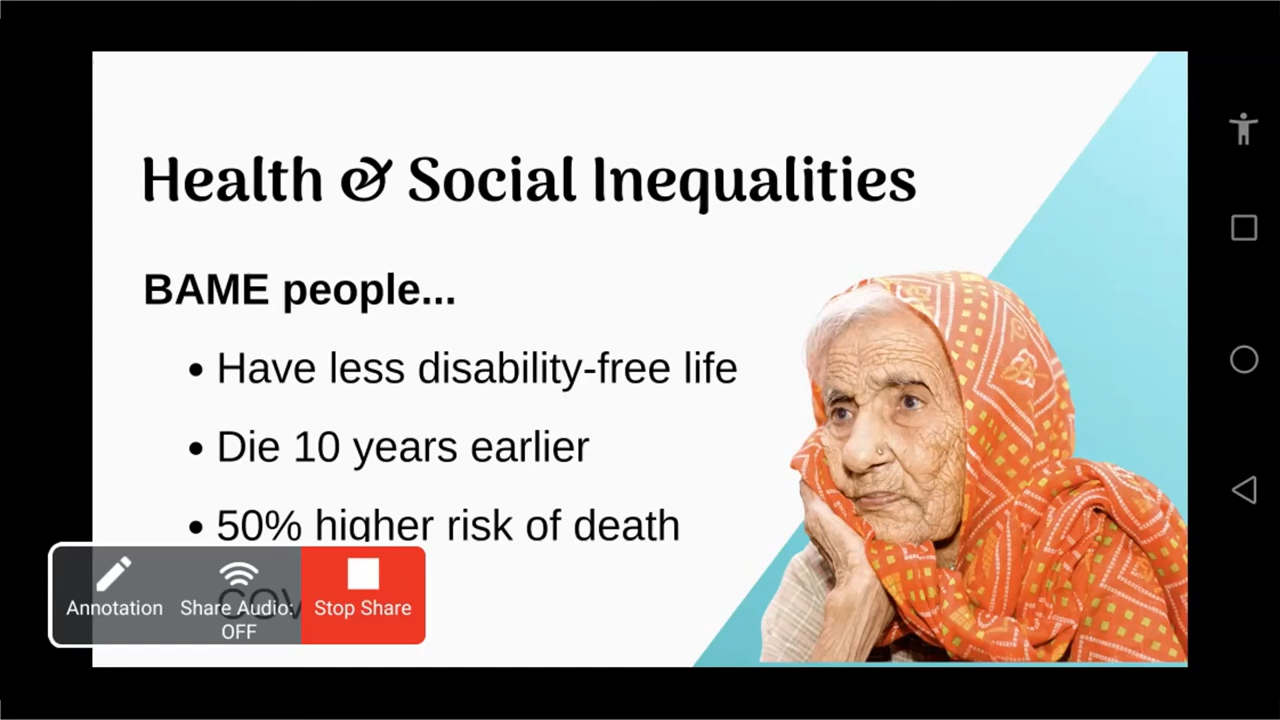 Health & Social Inequalities
BAME people...
• Have less disability-free life
• Die 10 years earlier
• 50% higher risk of death
Annotation
Share Audio:
OFF
Stop Share